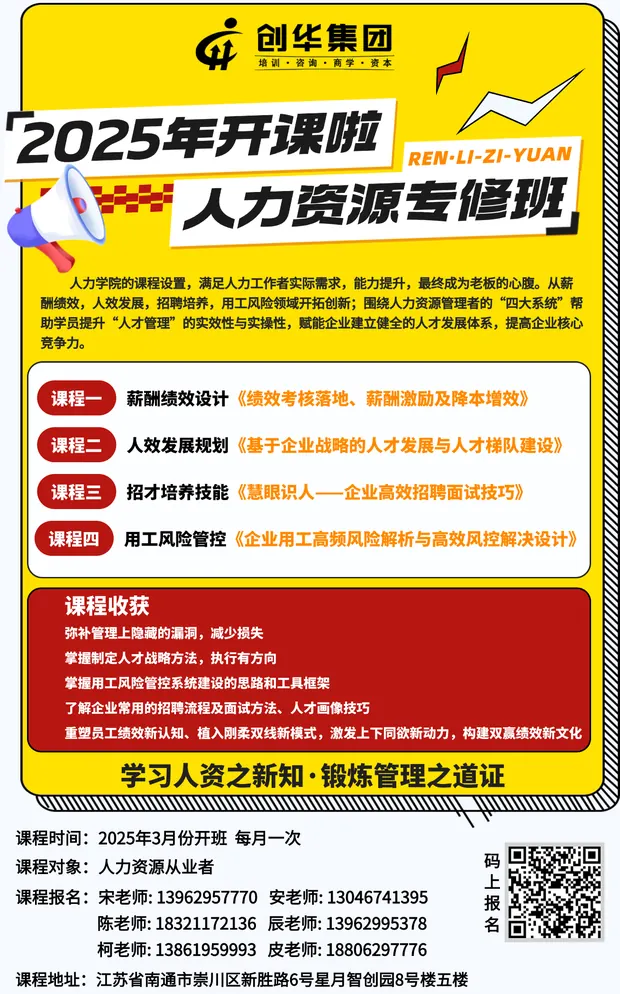 创华集团
培训·咨询·商学·资本
2025年开课啦
REN·LI-ZI-YUAN
人力资源专修班
人力学院的课程设置，满足人力工作者实际需求，能力提升，最终成为老板的心腹。从薪
酬绩效，人效发展，招聘培养，用工风险领域开拓创新；围绕人力资源管理者的“四大系统”帮
助学员提升“人才管理”的实效性与实操性，赋能企业建立健全的人才发展体系，提高企业核心
竞争力。
课程一 薪酬绩效设计《绩效考核落地、薪酬激励及降本增效》
课程二 人效发展规划《基于企业战略的人才发展与人才梯队建设》
课程三 招才培养技能《慧眼识人——企业高效招聘面试技巧》
课程四 用工风险管控《企业用工高频风险解析与高效风控解决设计》
课程收获
弥补管理上隐藏的漏洞，减少损失
掌握制定人才战略方法，执行有方向
掌握用工风险管控系统建设的思路和工具框架
了解企业常用的招聘流程及面试方法、人才画像技巧
重塑员工绩效新认知、植入刚柔双线新模式，激发上下同欲新动力，构建双赢绩效新文化
学习人资之新知·锻炼管理之道证
课程时间：2025年3月份开班 每月一次
课程对象：人力资源从业者
课程报名：宋老师: 13962957770 安老师: 13046741395
陈老师: 18321172136 辰老师: 13962995378
柯老师: 13861959993 皮老师: 18806297776
课程地址：江苏省南通市崇川区新胜路6号星月智创园8号楼五楼
码上报名